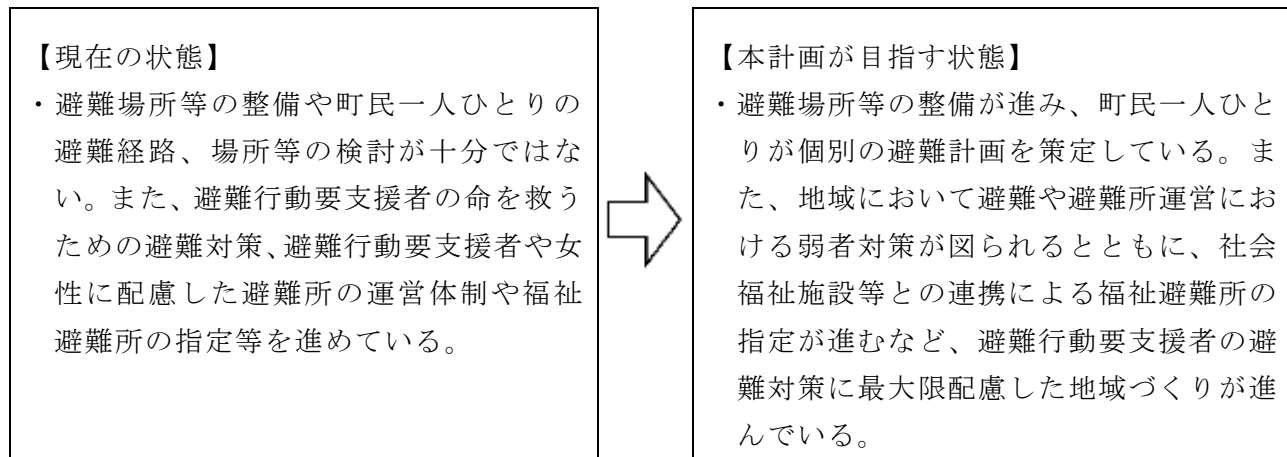 【現在の状態】
・避難場所等の整備や町民一人ひとりの
避難経路、場所等の検討が十分ではな
い。また、避難行動要支援者の命を救う
ための避難対策、避難行動要支援者や女
性に配慮した避難所の運営体制や福祉
避難所の指定等を進めている。
【本計画が目指す状態】
・避難場所等の整備が進み、町民一人ひと
りが個別の避難計画を策定している。ま
た、地域において避難や避難所運営にお
ける弱者対策が図られるとともに、社会
福祉施設等との連携による福祉避難所の
指定が進むなど、避難行動要支援者の避
難対策に最大限配慮した地域づくりが進
んでいる。